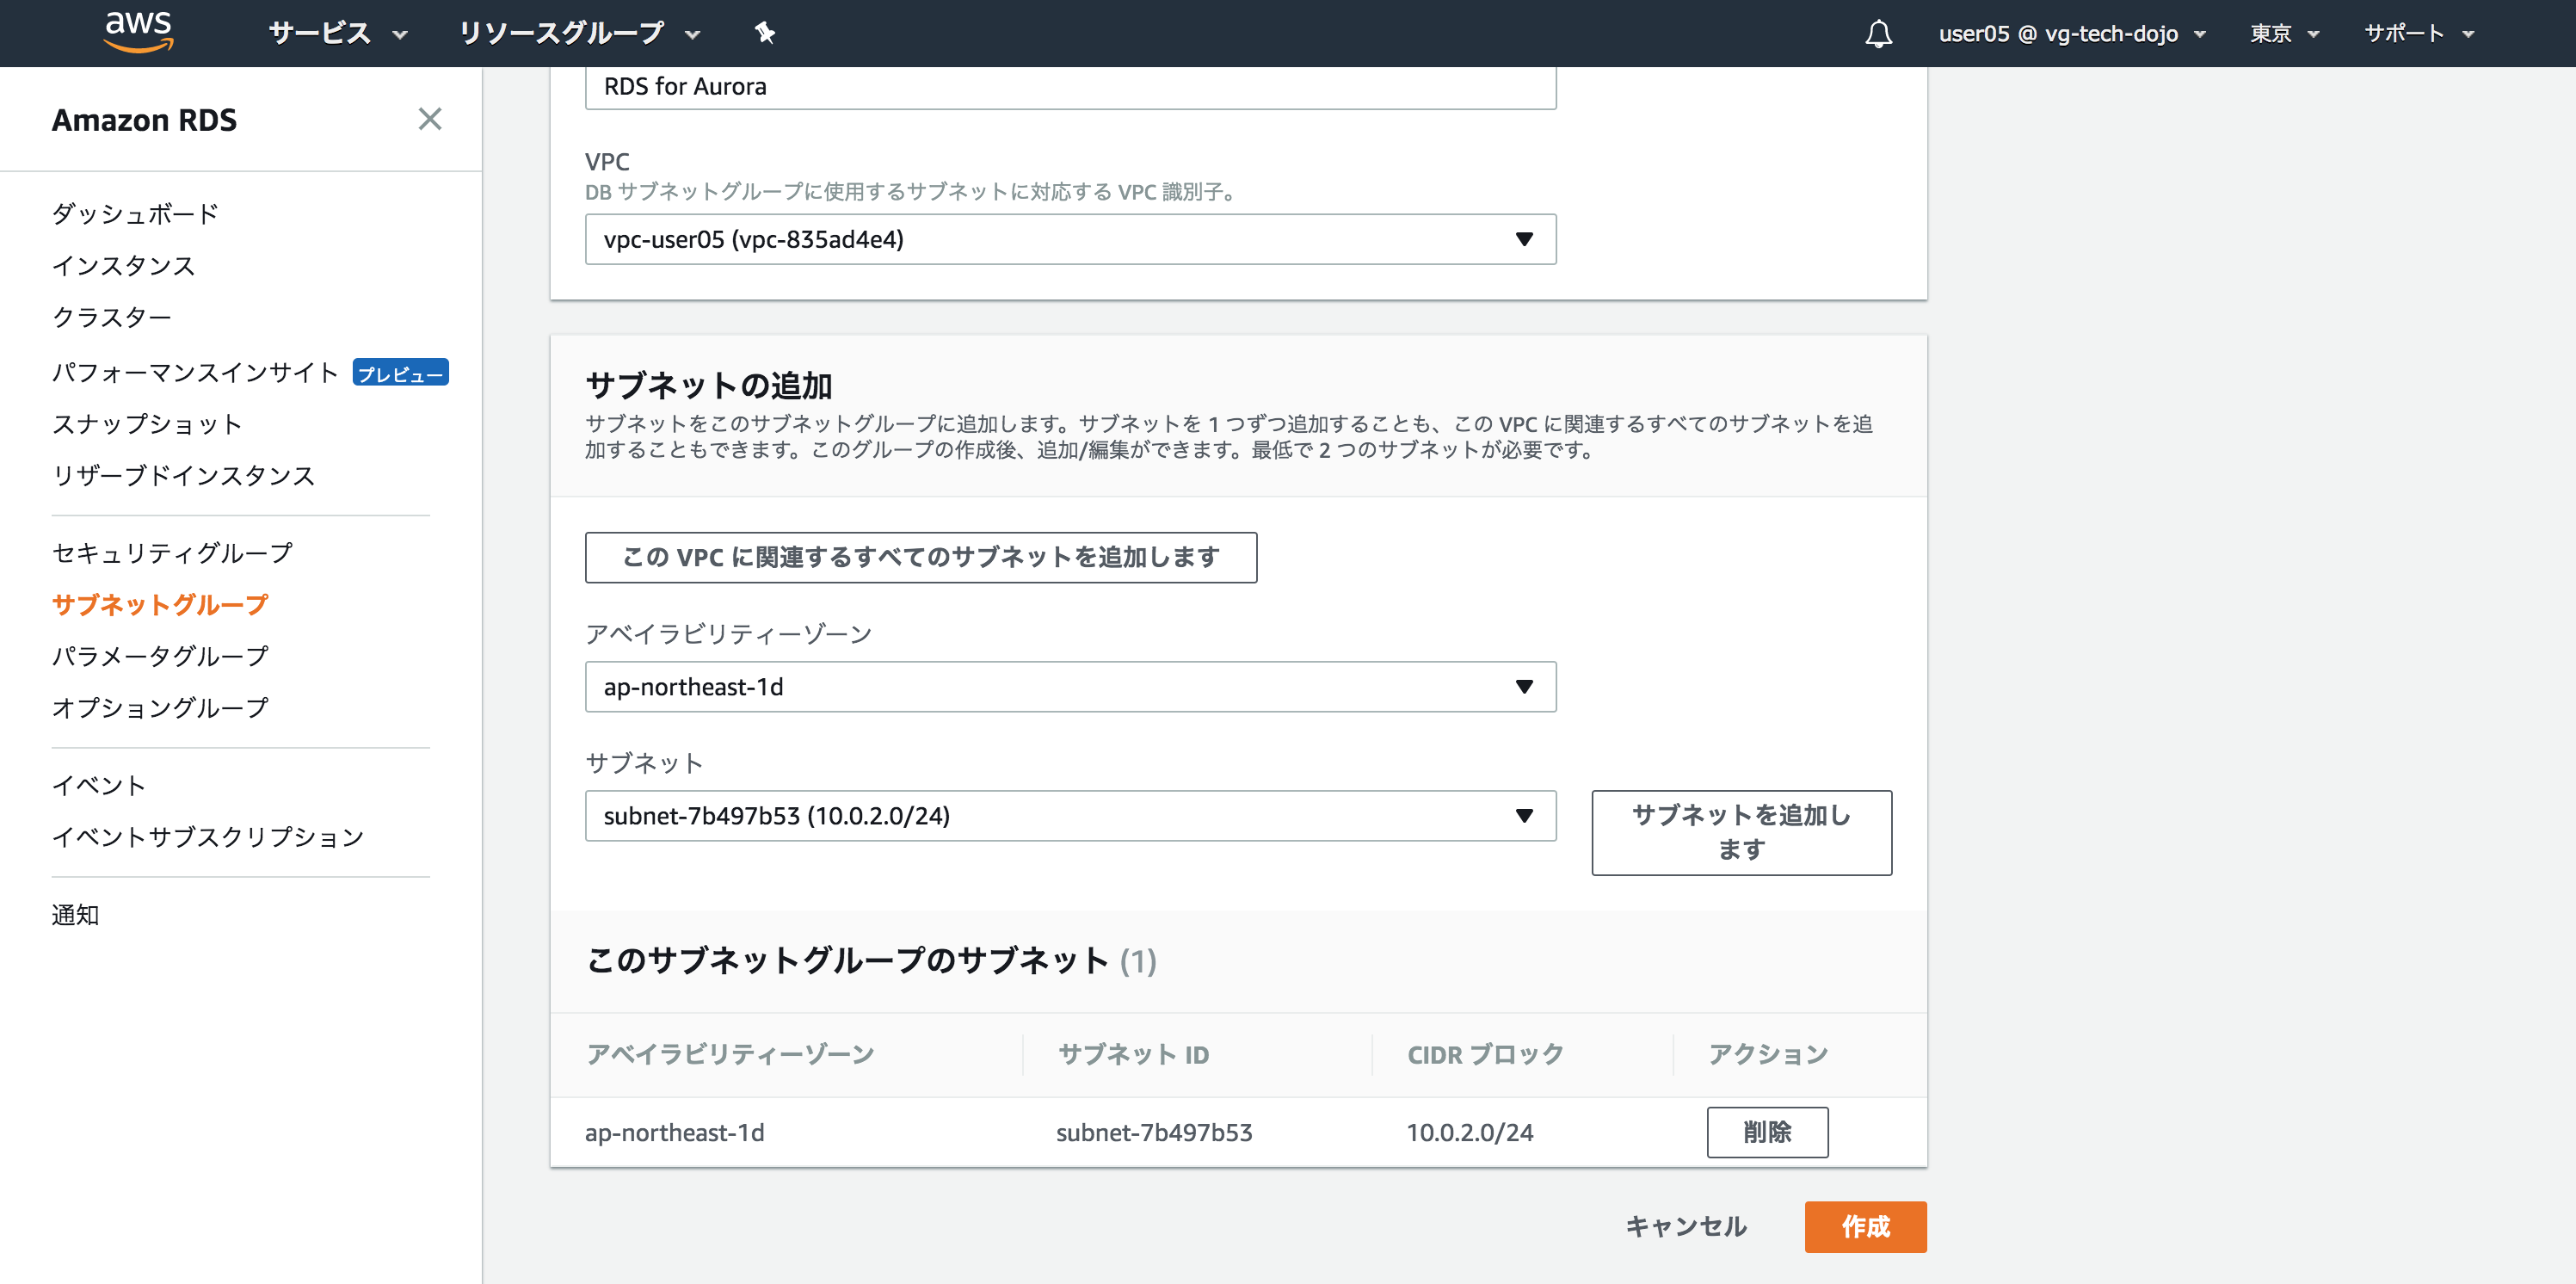 aws サービス リソースグループ user05 @ vg-tech-dojo 東京 サポート
Amazon RDS
ダッシュボード
インスタンス
クラスター
パフォーマンスインサイト プレビュー
スナップショット
リザーブドインスタンス
セキュリティグループ
サブネットグループ
パラメータグループ
オプショングループ
イベント
イベントサブスクリプション
通知
RDS for Aurora
VPC
DB サブネットグループに使用するサブネットに対応する VPC 識別子。
vpc-user05 (vpc-835ad4e4)
サブネットの追加
サブネットをこのサブネットグループに追加します。サブネットを 1 つずつ追加することも、この VPC に関連するすべてのサブネットを追
加することもできます。このグループの作成後、追加/編集ができます。最低で 2 つのサブネットが必要です。
この VPC に関連するすべてのサブネットを追加します
アベイラビリティーゾーン
ap-northeast-1d
サブネット
subnet-7b497b53 (10.0.2.0/24)
サブネットを追加し
ます
このサブネットグループのサブネット (1)
アベイラビリティーゾーン サブネット ID CIDR ブロック アクション
ap-northeast-1d subnet-7b497b53 10.0.2.0/24 削除
キャンセル 作成